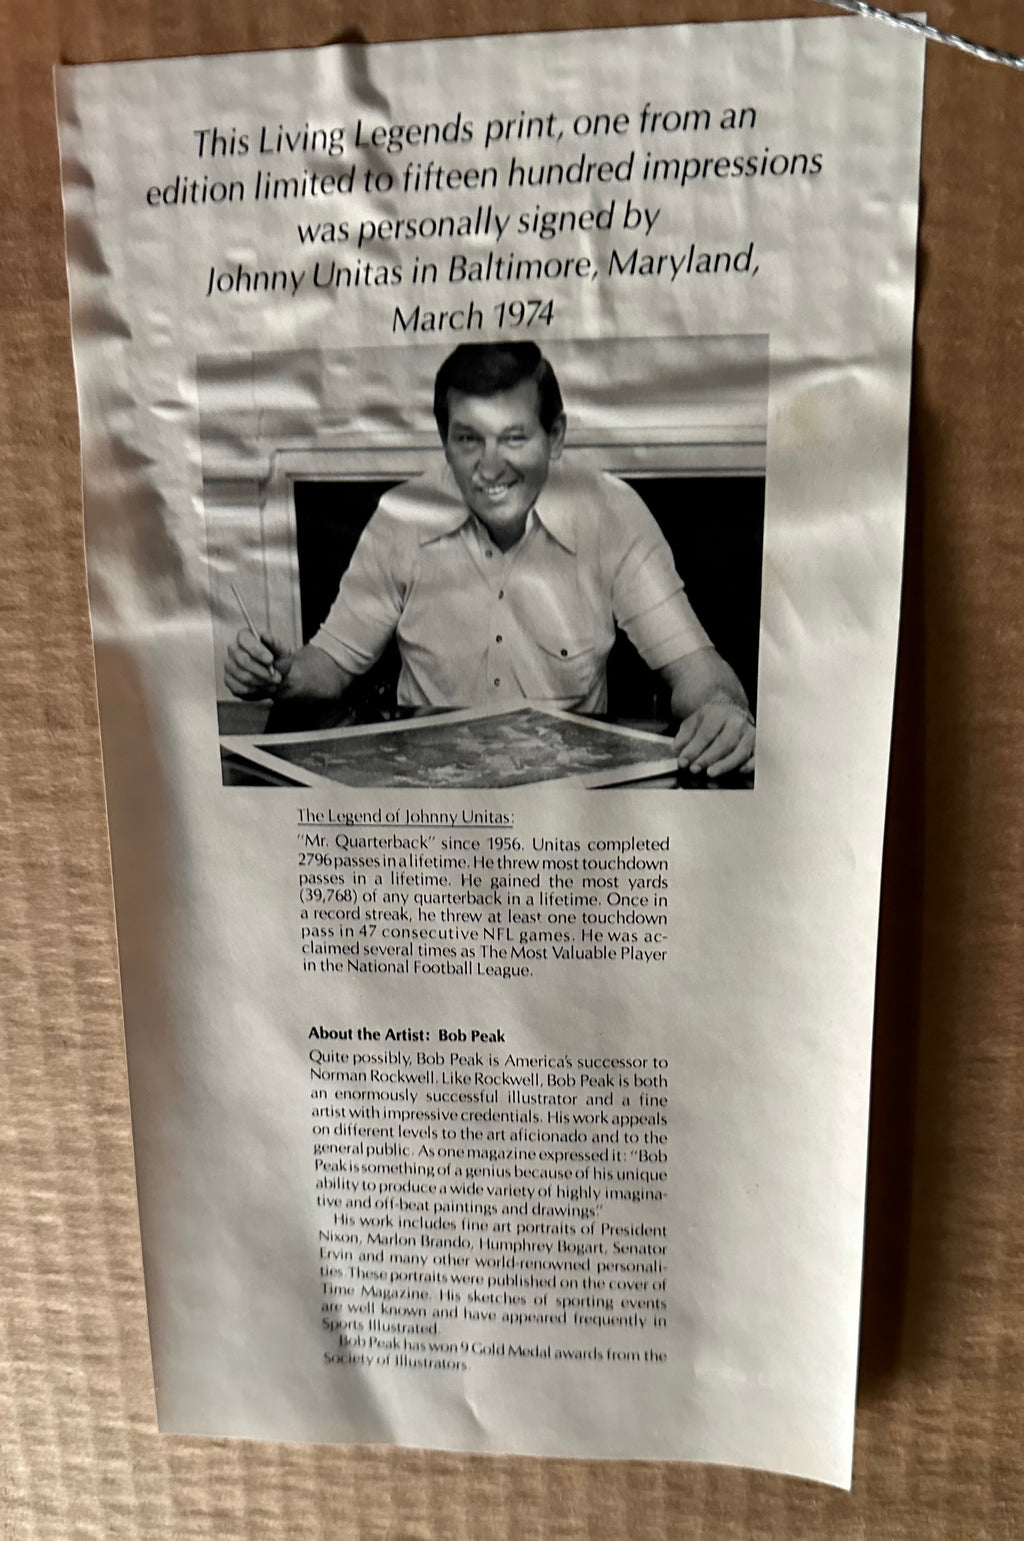 This Living Legends print, one from an
edition limited to fifteen hundred impressions
was personally signed by
Johnny Unitas in Baltimore, Maryland,
March 1974
The Legend of Johnny Unitas:
"Mr. Quarterback" since 1956. Unitas completed
2796 passes in a lifetime. He threw most touchdown
passes in a lifetime. He gained the most yards
(39,768) of any quarterback in a lifetime. Once in
a record streak, he threw at least one touchdown
pass in 47 consecutive NFL games. He was ac-
claimed several times as The Most Valuable Player
in the National Football League.
About the Artist: Bob Peak
Quite possibly, Bob Peak is America's successor to
Norman Rockwell. Like Rockwell, Bob Peak is both
an enormously successful illustrator and a fine
artist with impressive credentials. His work appeals
on different levels to the art aficionado and to the
general public. As one magazine expressed it: "Bob
Peak is something of a genius because of his unique
ability to produce a wide variety of highly imagina-
tive and off-beat paintings and drawings."
His work includes fine art portraits of President
Nixon, Marlon Brando, Humphrey Bogart, Senator
Ervin and many other world-renowned personali-
ties. These portraits were published on the cover of
Time Magazine. His sketches of sporting events
are well known and have appeared frequently in
Sports Illustrated.
Bob Peak has won 9 Gold Medal awards from the
Society of Illustrators.